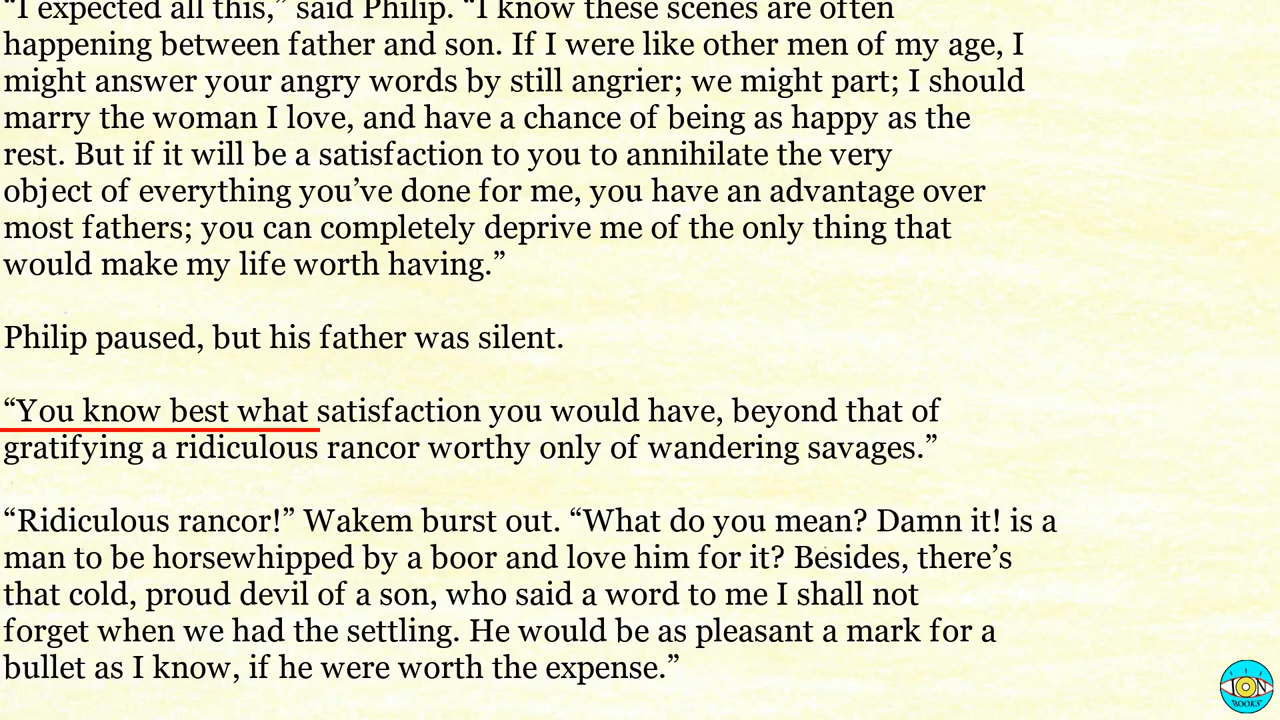 “I expected all this,” said Philip. “I know these scenes are often
happening between father and son. If I were like other men of my age, I
might answer your angry words by still angrier; we might part; I should
marry the woman I love, and have a chance of being as happy as the
rest. But if it will be a satisfaction to you to annihilate the very
object of everything you’ve done for me, you have an advantage over
most fathers; you can completely deprive me of the only thing that
would make my life worth having.”
Philip paused, but his father was silent.
“You know best what satisfaction you would have, beyond that of
gratifying a ridiculous rancor worthy only of wandering savages.”
“Ridiculous rancor!” Wakem burst out. “What do you mean? Damn it! is a
man to be horsewhipped by a boor and love him for it? Besides, there’s
that cold, proud devil of a son, who said a word to me I shall not
forget when we had the settling. He would be as pleasant a mark for a
bullet as I know, if he were worth the expense.”
ION
BOOKS